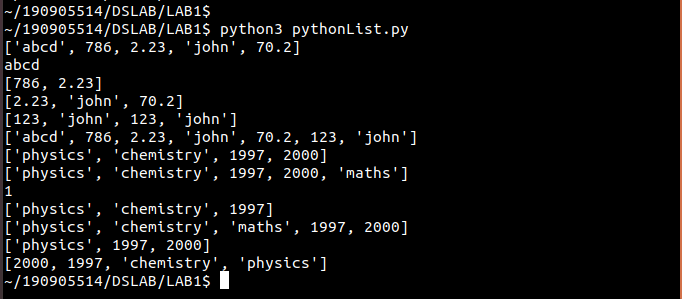 ~/190905514/DSLAB/LAB1$
~/190905514/DSLAB/LAB1$ python3 pythonList.py
['abcd', 786, 2.23, 'john', 70.2]
abcd
[786, 2.23]
[2.23, 'john', 70.2]
[123, 'john', 123, 'john']
['abcd', 786, 2.23, 'john', 70.2, 123, 'john']
['physics', 'chemistry', 1997, 2000]
['physics', 'chemistry', 1997, 2000, 'maths']
1
['physics', 'chemistry', 1997]
['physics', 'chemistry', 'maths', 1997, 2000]
['physics', 1997, 2000]
[2000, 1997, 'chemistry', 'physics']
~/190905514/DSLAB/LAB1$